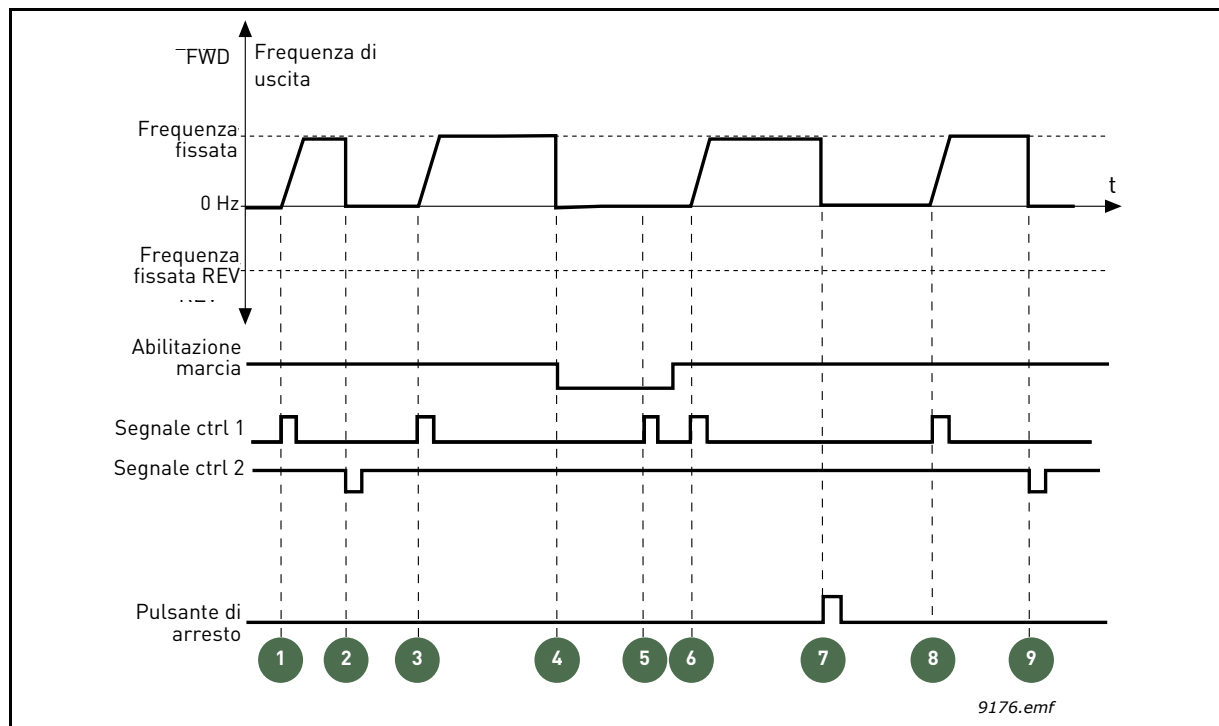 FWD
Frequenza di
uscita
Frequenza
fissata
0 Hz
t
Frequenza
fissata REV
Abilitazione
marcia
Segnale ctrl 1
Segnale ctrl 2
Pulsante di
arresto
1 2 3 4 5 6 7 8 9
9176.emf